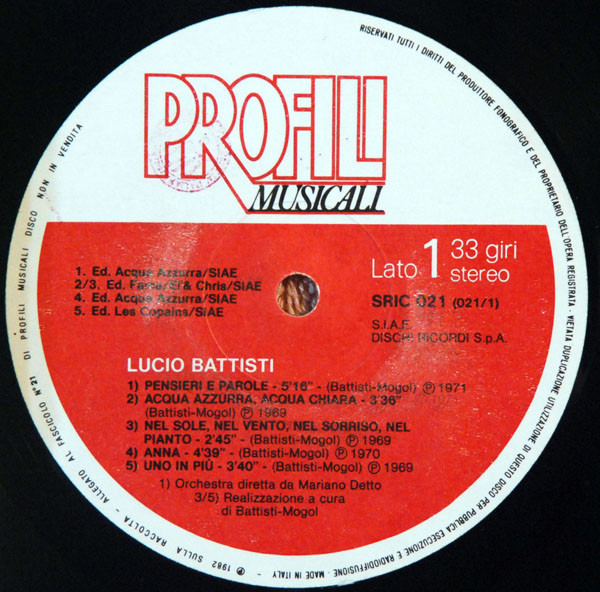 PROFILI
MUSICALI
Lato 1 33 giri
stereo
SRIC 021 (021/1)
S.I.A.E.
DISCHI RICORDI S.p.A.
1. Ed. Acqua Azzurra/SIAE
2/3. Ed. Fama/El & Chris/SIAE
4. Ed. Acqua Azzurra/SIAE
5. Ed. Les Copains/SIAE
LUCIO BATTISTI
1) PENSIERI E PAROLE - 5'16" - (Battisti-Mogol) Ⓟ 1971
2) ACQUA AZZURRA, ACQUA CHIARA - 3'36"
(Battisti-Mogol) Ⓟ 1969
3) NEL SOLE, NEL VENTO, NEL SORRISO, NEL
PIANTO - 2'45" - (Battisti-Mogol) Ⓟ 1969
4) ANNA - 4'39" - (Battisti-Mogol) Ⓟ 1970
5) UNO IN PIÙ - 3'40" - (Battisti-Mogol) Ⓟ 1969
1) Orchestra diretta da Mariano Detto
3/5) Realizzazione a cura
di Battisti-Mogol
RISERVATI TUTTI I DIRITTI DEL PRODUTTORE FONOGRAFICO E DEL PROPRIETARIO DELL'OPERA REGISTRATA - VIETATA DUPLICAZIONE UTILIZZAZIONE DI QUESTO DISCO PER PUBBLICA ESECUZIONE E RADIODIFFUSIONE. - MADE IN ITALY - Ⓟ 1982 SULLA RACCOLTA - ALLEGATO AL FASCICOLO N°21 DI PROFILI MUSICALI DISCO NON IN VENDITA